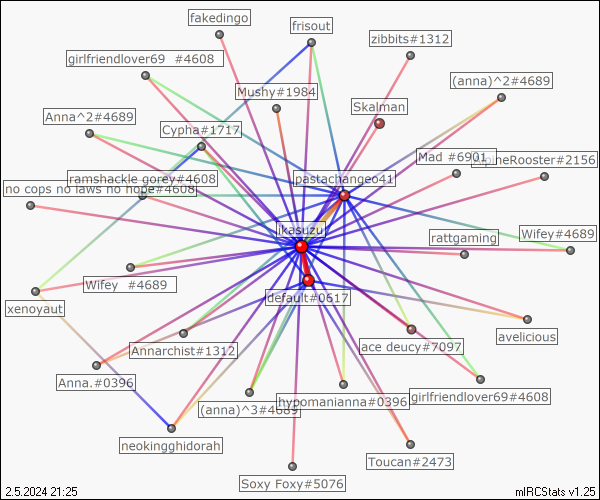 fakedingo
frisout
zibbits#1312
girlfriendlover69 #4608
(anna)^2#4689
Mushy#1984
Skalman
Anna^2#4689
Cypha#1717
Mad #6901
pineRooster#2156
ramshackle gorey#4608
pastachangeo41
no cops no laws no hope#4608
ikasuzu
rattgaming
Wifey#4689
Wifey #4689
default#0617
xenoyaut
avelicious
Annarchist#1312
ace deucy#7097
Anna.#0396
(anna)^3#4689
hypomanianna#0396
girlfriendlover69#4608
neokingghidorah
Toucan#2473
Soxy Foxy#5076
2.5.2024 21:25
mIRCStats v1.25